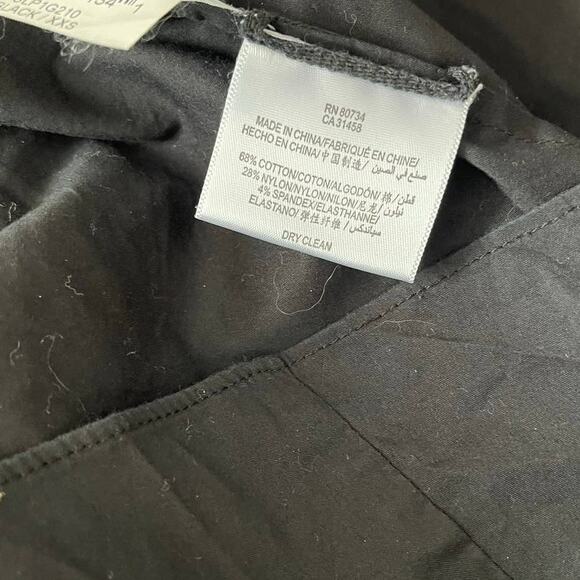 LP1G210
BLACK/XXS
RN 80734
CA 31458
MADE IN CHINA/FABRIQUÉ EN CHINE/
HECHO EN CHINA/中国制造/ صنع في الصين
68% COTTON/COTON/ALGODÓN/棉/ قطن
28% NYLON/NYLON/NILON/尼龙/ نيلون
4% SPANDEX/ELASTHANNE/
ELASTANO/弹性纤维/ سباندكس
DRY CLEAN